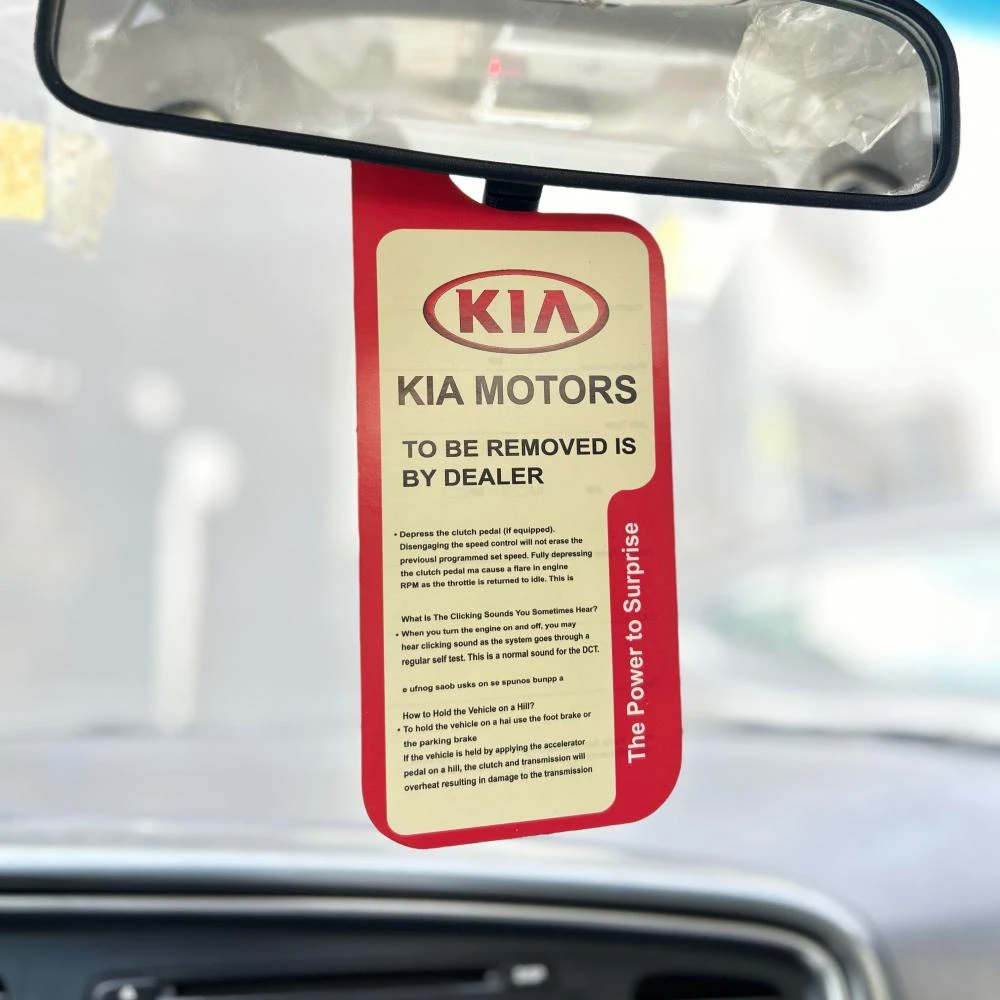 KIA
KIA MOTORS
TO BE REMOVED IS
BY DEALER
• Depress the clutch pedal (if equipped).
Disengaging the speed control will not erase the
previousl programmed set speed. Fully depressing
the clutch pedal ma cause a flare in engine
RPM as the throttle is returned to idle. This is
What Is The Clicking Sounds You Sometimes Hear?
• When you turn the engine on and off, you may
hear clicking sound as the system goes through a
regular self test. This is a normal sound for the DCT.
e ufnog saob usks on se spunos bunpp a
How to Hold the Vehicle on a Hill?
• To hold the vehicle on a hai use the foot brake or
the parking brake
If the vehicle is held by applying the accelerator
pedal on a hill, the clutch and transmission will
overheat resulting in damage to the transmission
The Power to Surprise